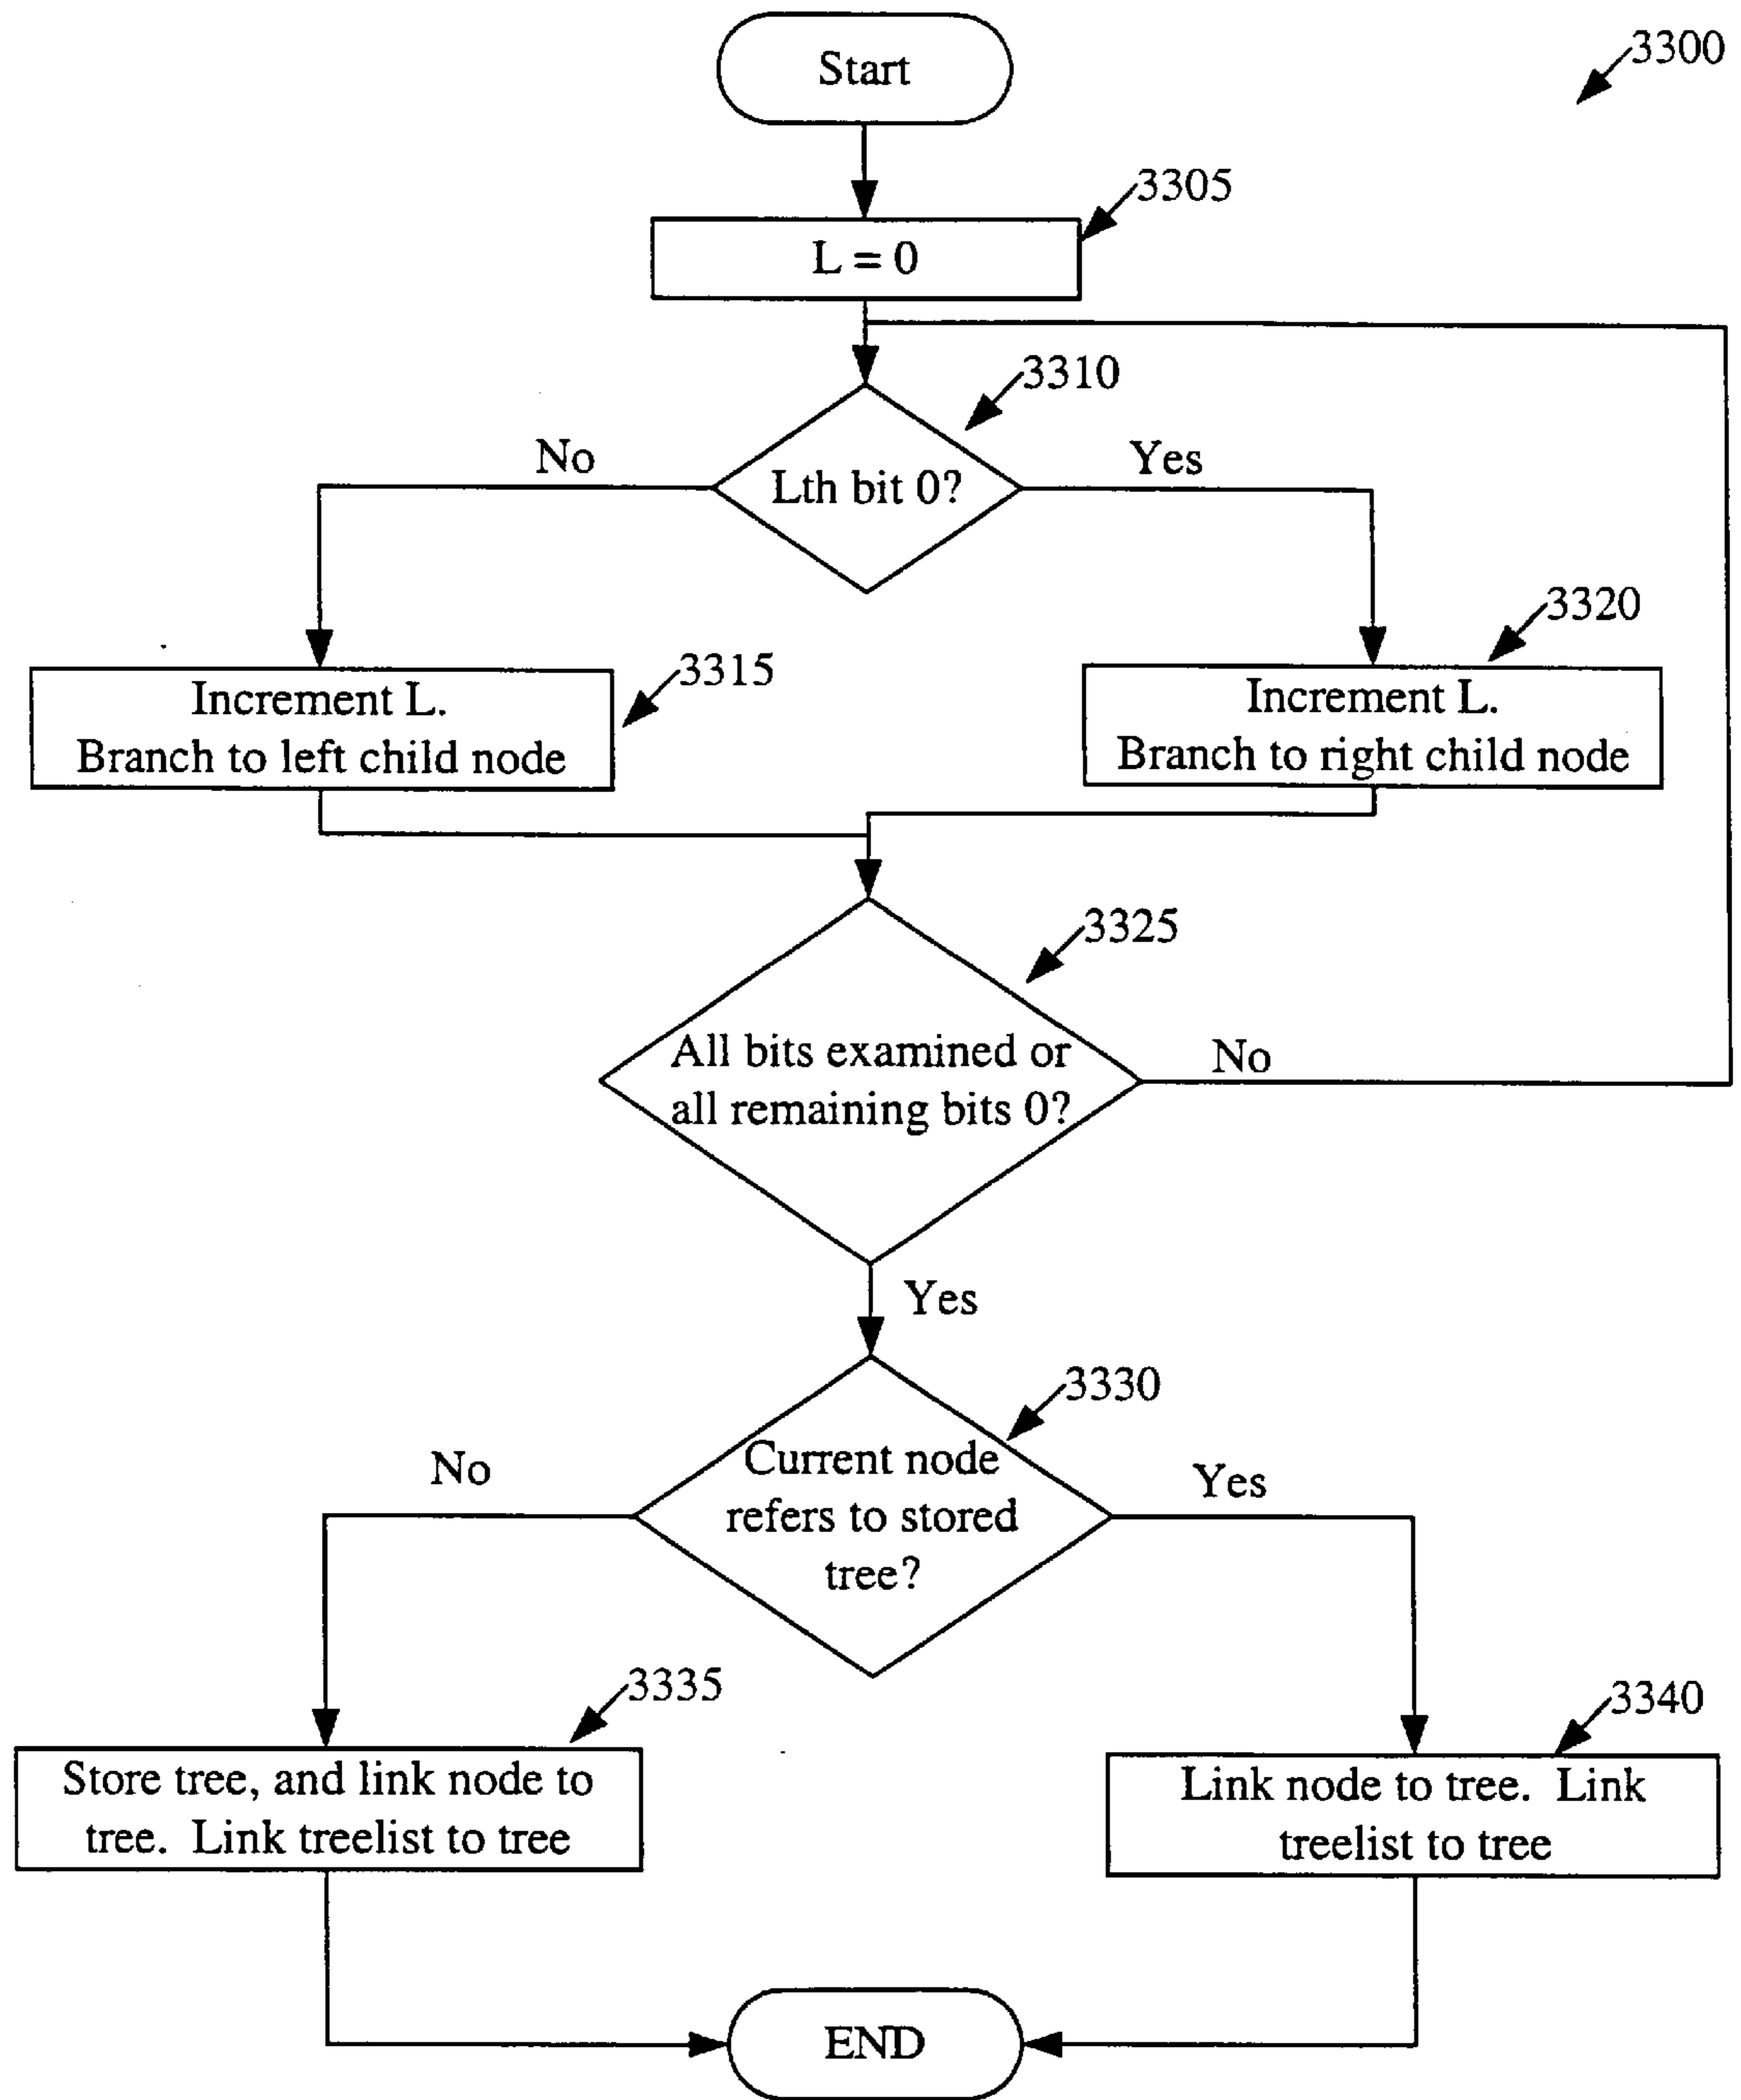 Start
3300
3305
L = 0
3310
No
Yes
Lth bit 0?
3320
3315
Increment L.
Branch to left child node
Increment L.
Branch to right child node
3325
All bits examined or
all remaining bits 0?
No
Yes
3330
No
Current node
refers to stored
tree?
Yes
3335
3340
Store tree, and link node to
tree. Link treelist to tree
Link node to tree. Link
treelist to tree
END